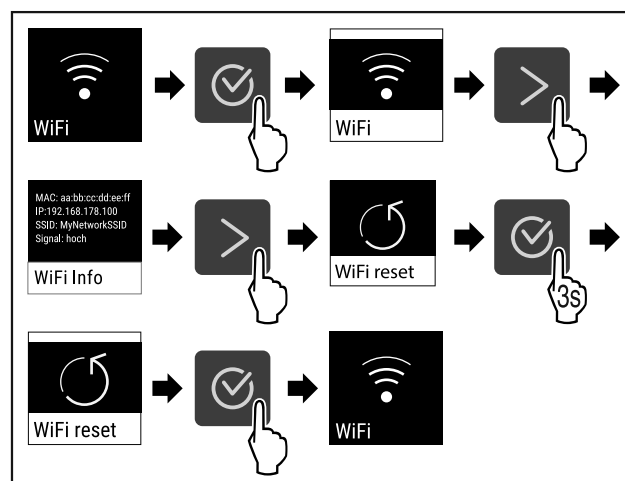 WiFi
WiFi
MAC: aa:bb:cc:dd:ee:ff
IP:192.168.178.100
SSID: MyNetworkSSID
Signal: hoch
WiFi Info
WiFi reset
3s
WiFi reset
WiFi